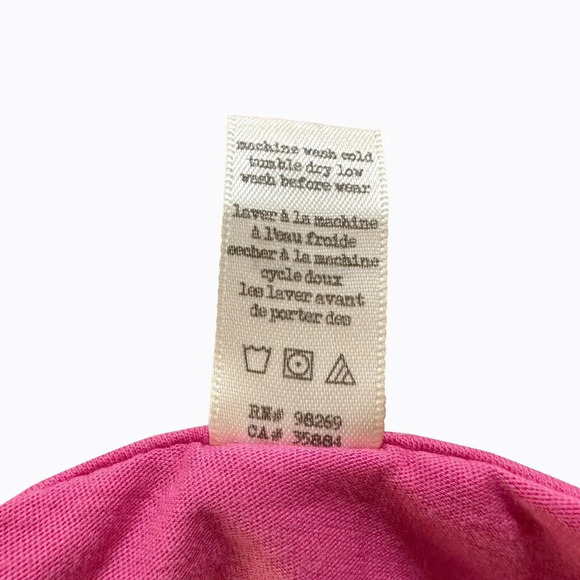 machine wash cold
tumble dry low
wash before wear
laver à la machine
à l'eau froide
secher à la machine
cycle doux
les laver avant
de porter des
RN# 98269
CA# 35884